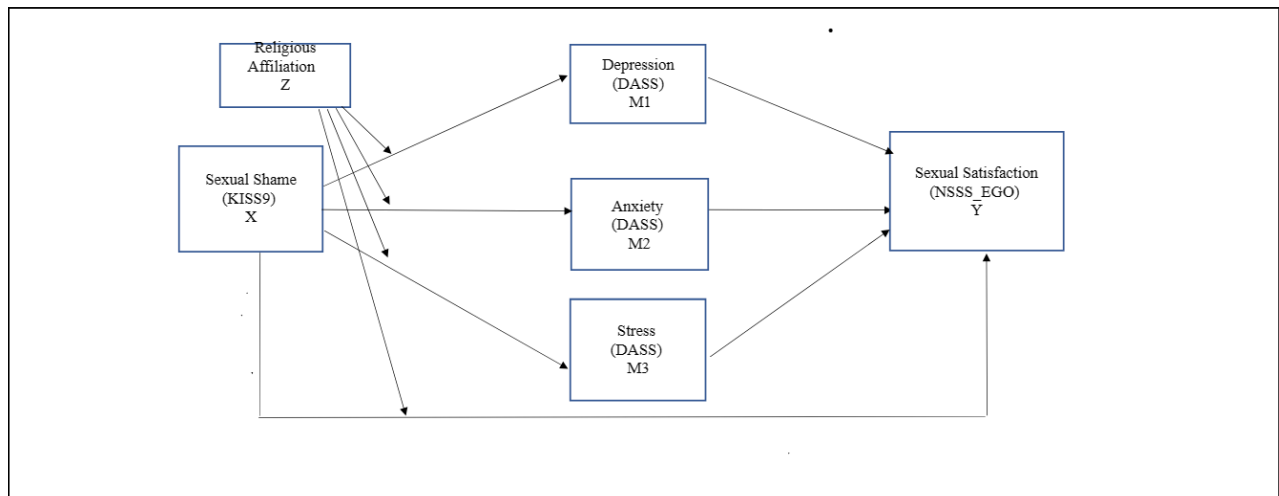 Religious
Affiliation
Z
Depression
(DASS)
M1
Sexual Shame
(KISS9)
X
Anxiety
(DASS)
M2
Sexual Satisfaction
(NSSS_EGO)
Y
Stress
(DASS)
M3